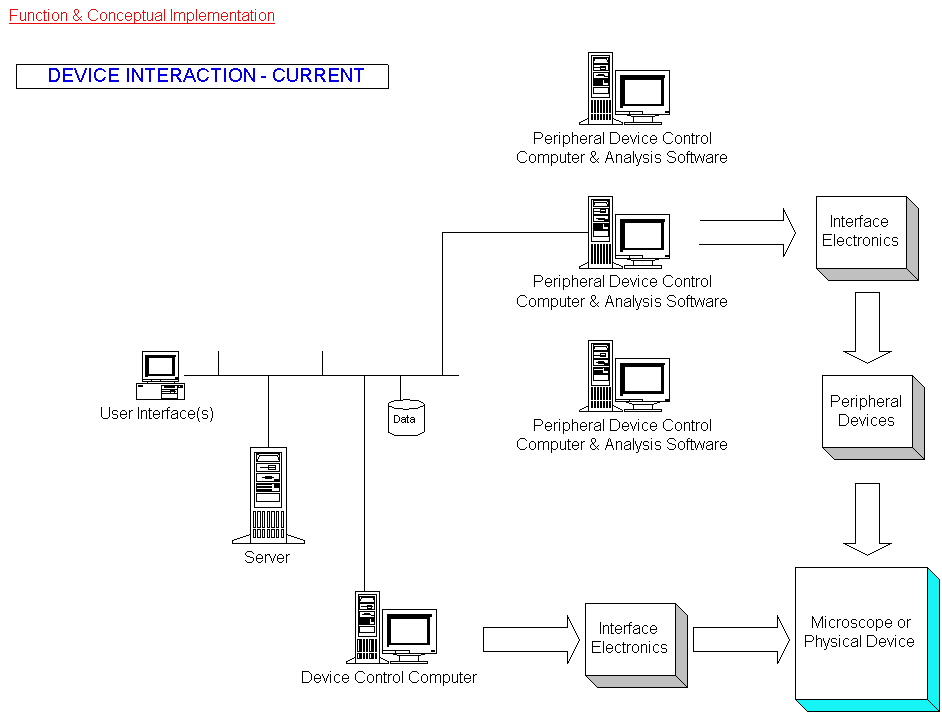 Function & Conceptual Implementation
DEVICE INTERACTION - CURRENT
Peripheral Device Control
Computer & Analysis Software
Interface
Electronics
Peripheral Device Control
Computer & Analysis Software
User Interface(s)
Data
Peripheral Device Control
Computer & Analysis Software
Peripheral
Devices
Server
Device Control Computer
Interface
Electronics
Microscope or
Physical Device